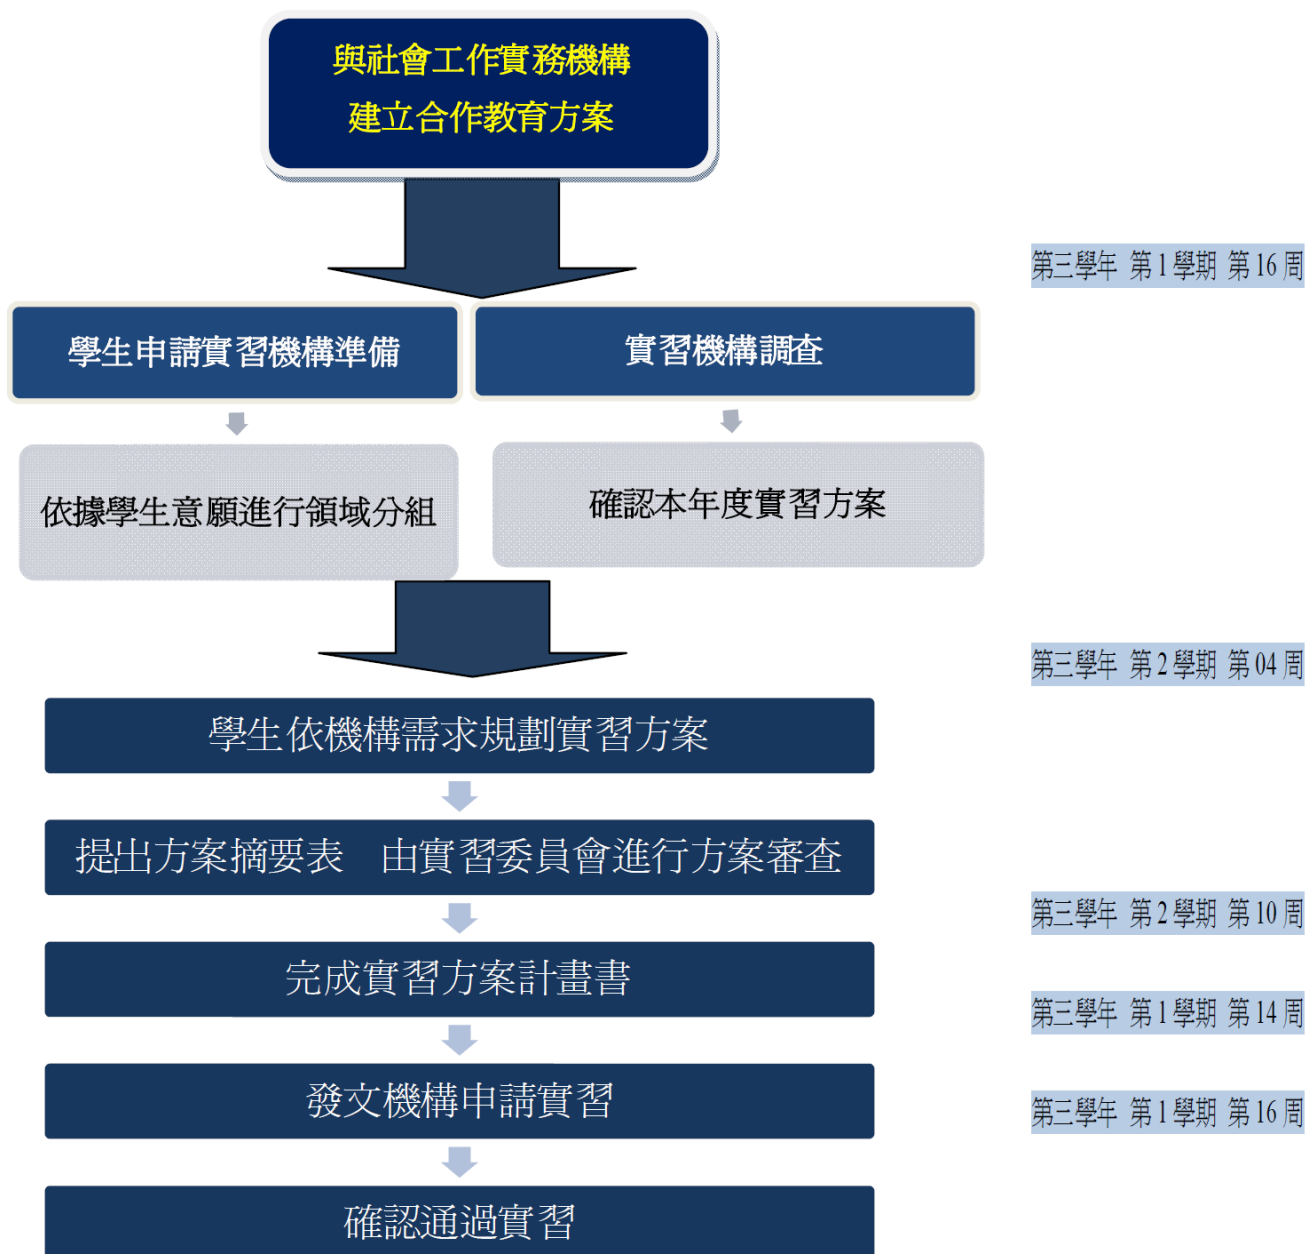 與社會工作實務機構
建立合作教育方案
第三學年 第1學期 第16周
學生申請實習機構準備
實習機構調查
依據學生意願進行領域分組
確認本年度實習方案
第三學年 第2學期 第04周
學生依機構需求規劃實習方案
提出方案摘要表　由實習委員會進行方案審查
第三學年 第2學期 第10周
完成實習方案計畫書
第三學年 第1學期 第14周
發文機構申請實習
第三學年 第1學期 第16周
確認通過實習